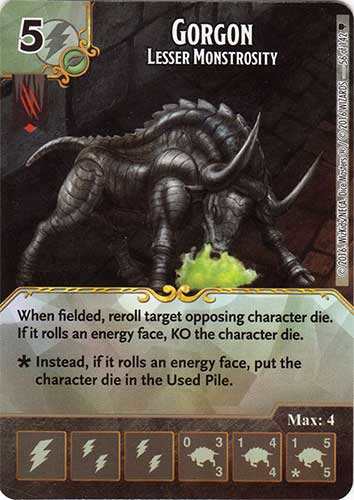 5
GORGON
LESSER MONSTROSITY
When fielded, reroll target opposing character die.
If it rolls an energy face, KO the character die.
* Instead, if it rolls an energy face, put the
character die in the Used Pile.
Max: 4
0 3 3
1 4 4
1 5 * 5